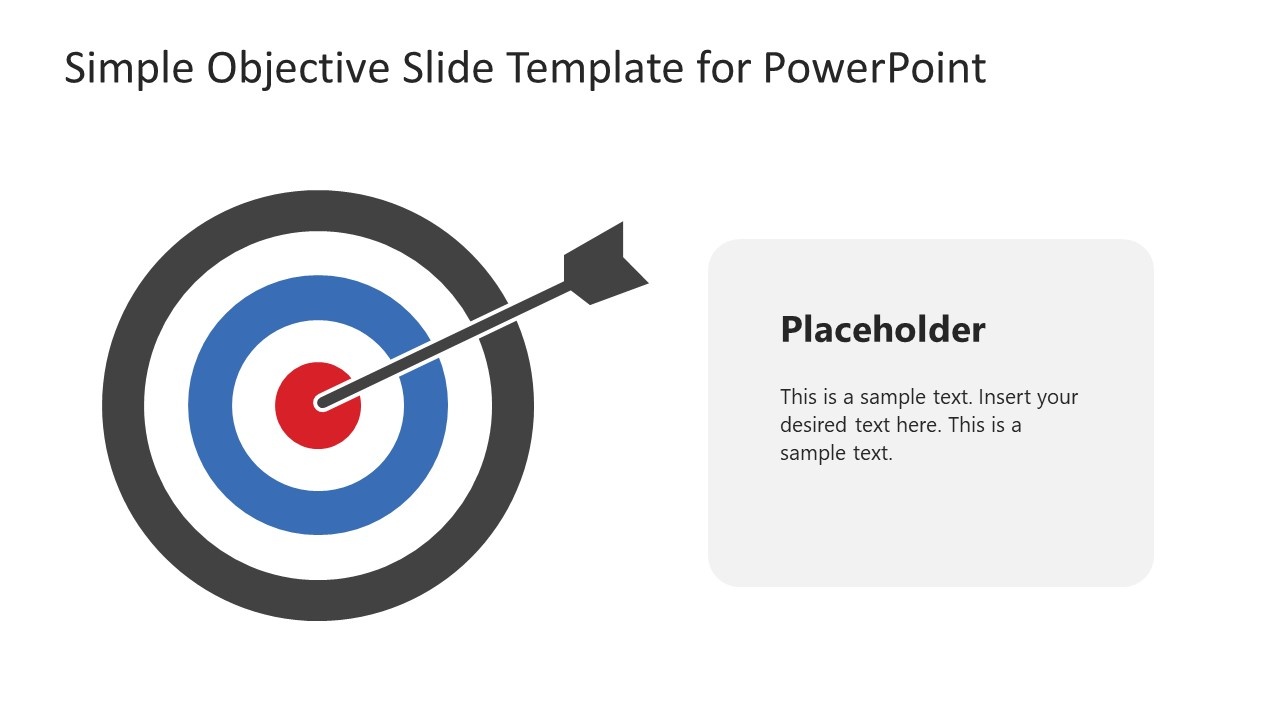 Simple Objective Slide Template for PowerPoint
Placeholder
This is a sample text. Insert your
desired text here. This is a
sample text.